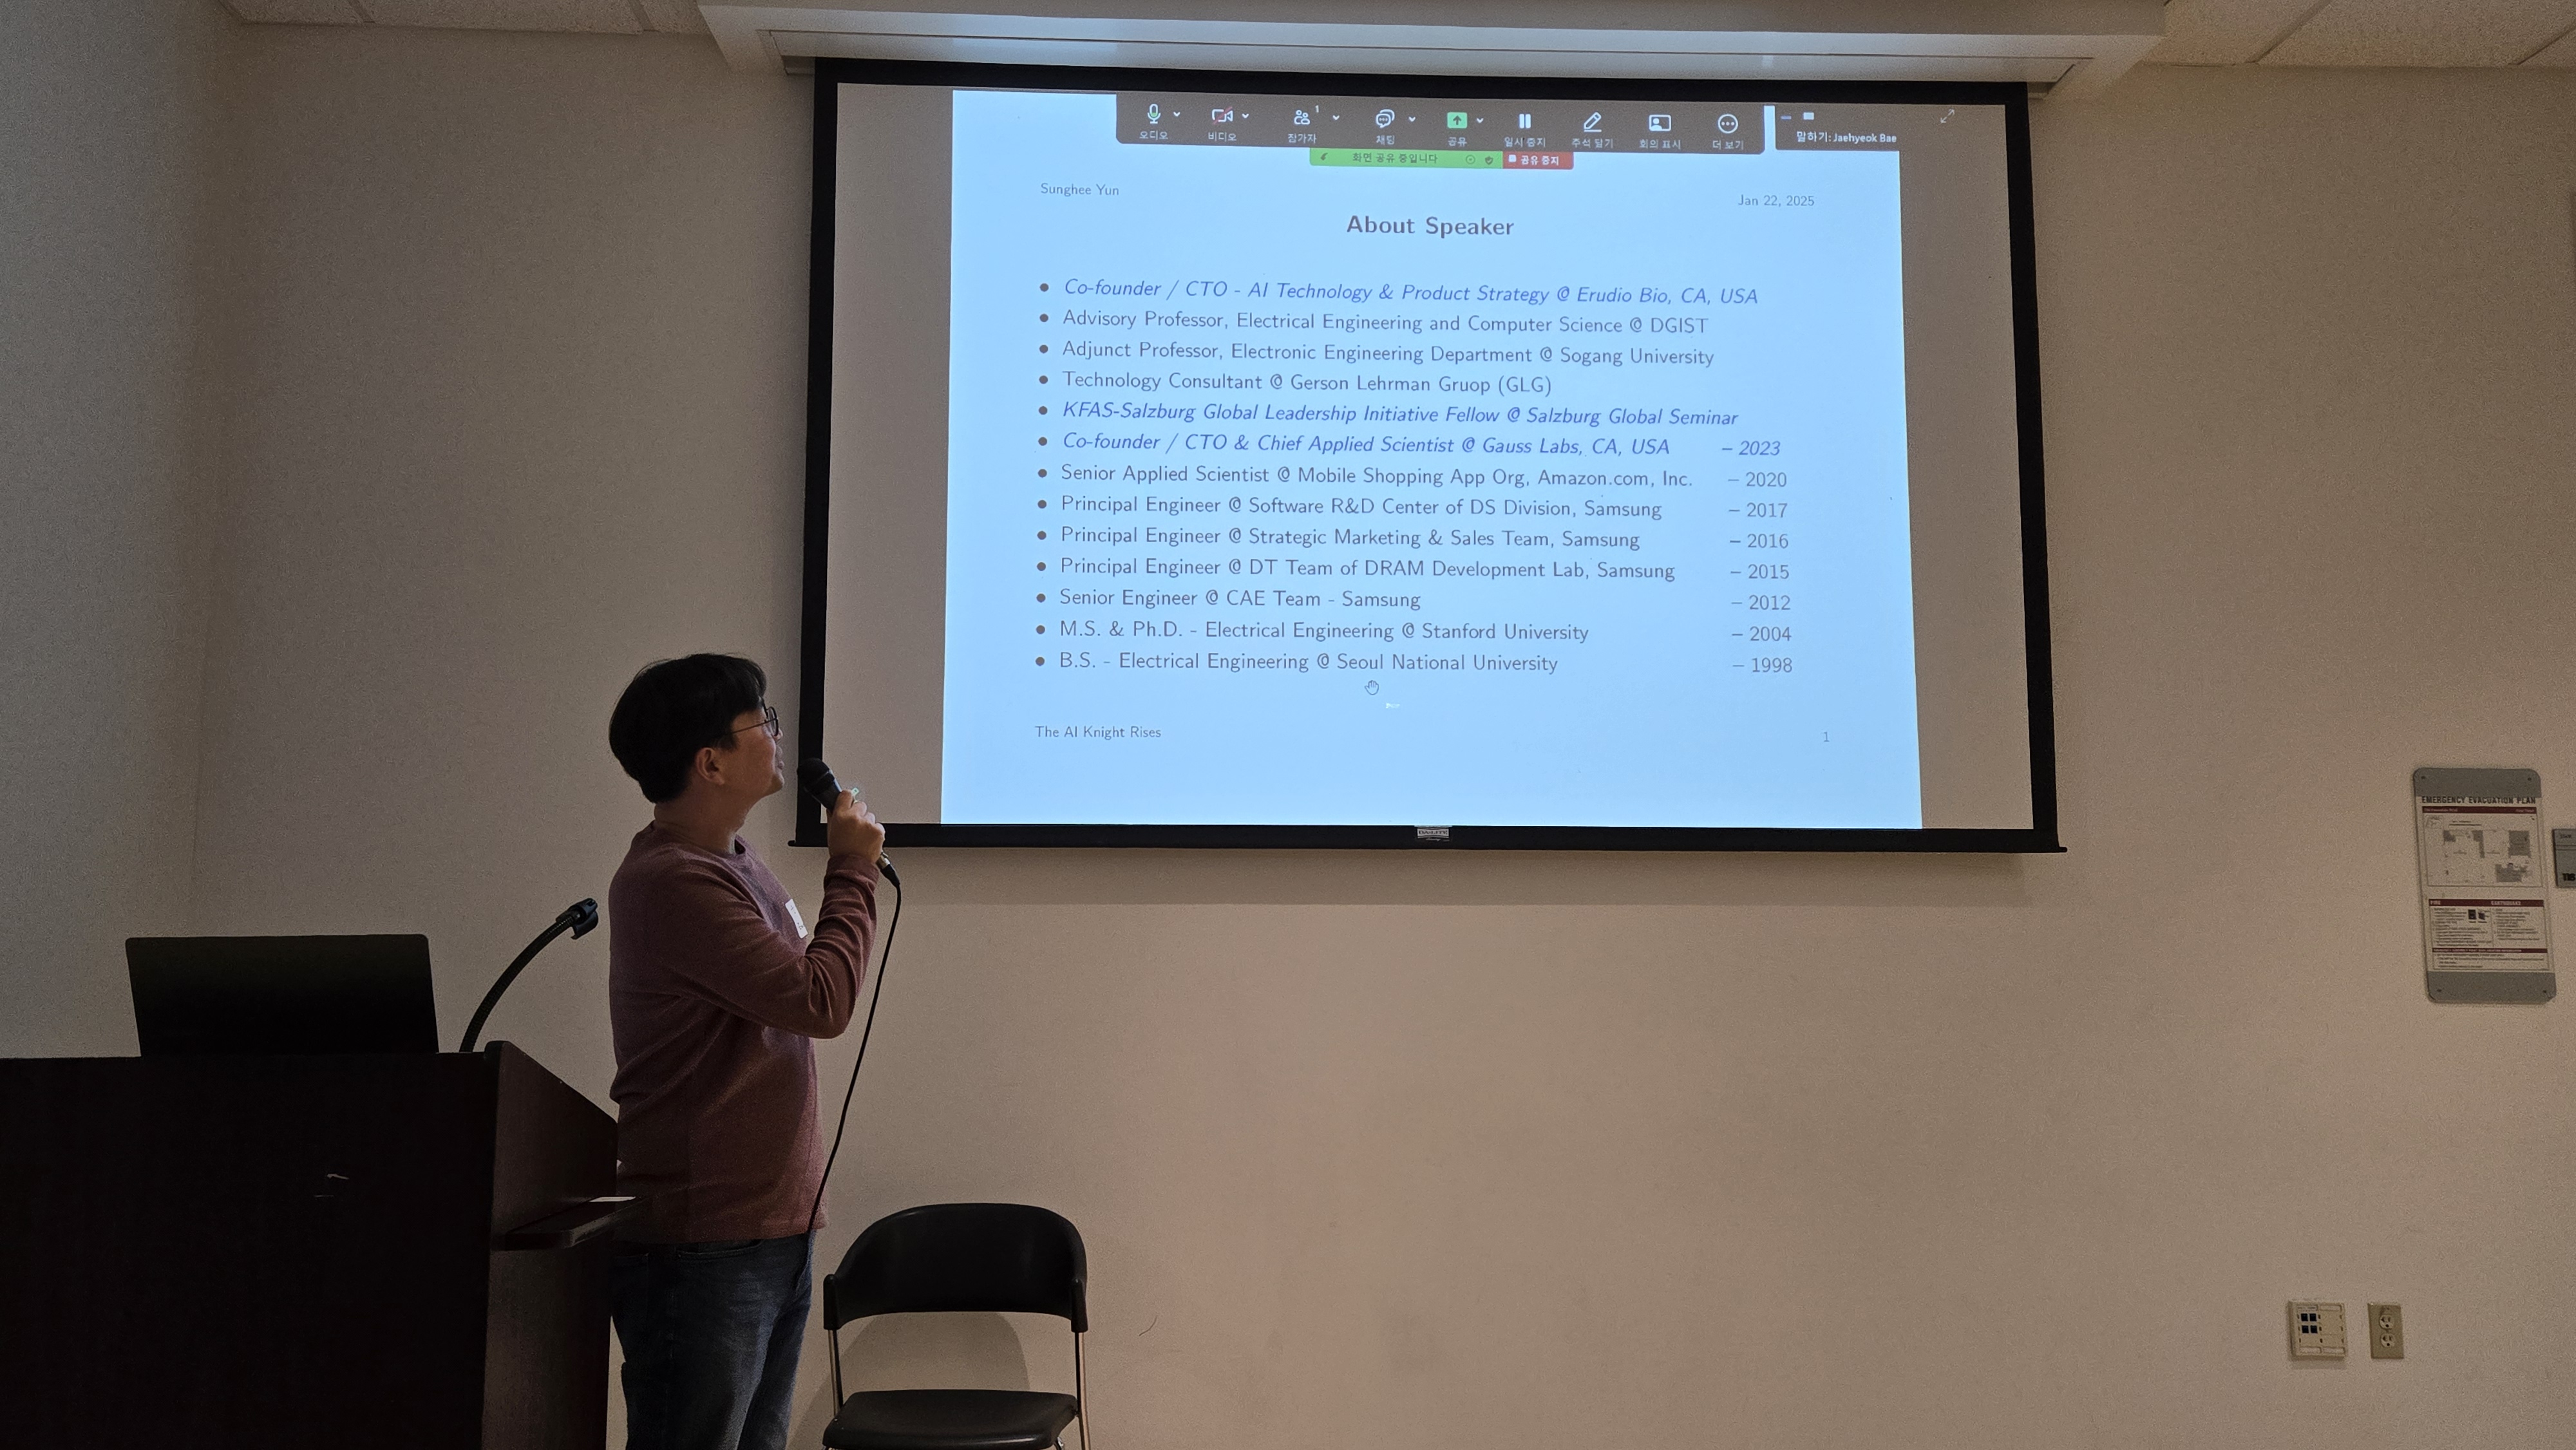 오디오 비디오 1 참가자 채팅 공유 일시 중지 주석 달기 회의 표시 더 보기
말하기: Jaehyeok Bae
화면 공유 중입니다 공유 중지
Sunghee Yun
Jan 22, 2025
About Speaker
• Co-founder / CTO - AI Technology & Product Strategy @ Erudio Bio, CA, USA
• Advisory Professor, Electrical Engineering and Computer Science @ DGIST
• Adjunct Professor, Electronic Engineering Department @ Sogang University
• Technology Consultant @ Gerson Lehrman Gruop (GLG)
• KFAS-Salzburg Global Leadership Initiative Fellow @ Salzburg Global Seminar
• Co-founder / CTO & Chief Applied Scientist @ Gauss Labs, CA, USA – 2023
• Senior Applied Scientist @ Mobile Shopping App Org, Amazon.com, Inc. – 2020
• Principal Engineer @ Software R&D Center of DS Division, Samsung – 2017
• Principal Engineer @ Strategic Marketing & Sales Team, Samsung – 2016
• Principal Engineer @ DT Team of DRAM Development Lab, Samsung – 2015
• Senior Engineer @ CAE Team - Samsung – 2012
• M.S. & Ph.D. - Electrical Engineering @ Stanford University – 2004
• B.S. - Electrical Engineering @ Seoul National University – 1998
The AI Knight Rises
1
EMERGENCY EVACUATION PLAN
FIRE EARTHQUAKE